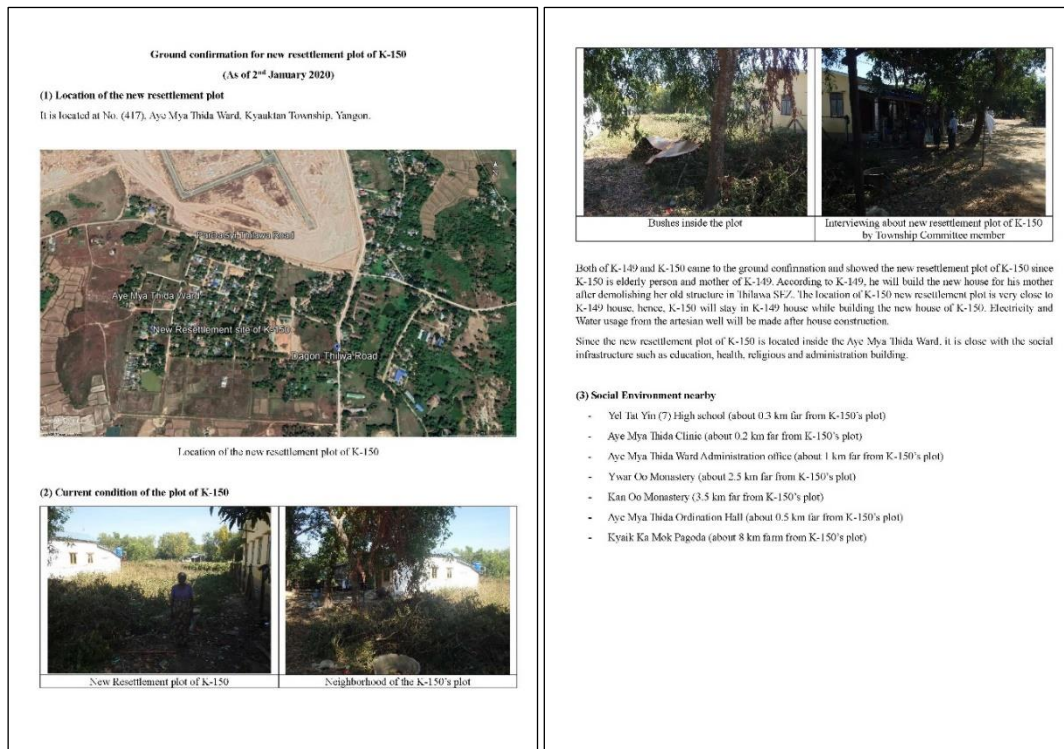 Ground confirmation for new resettlement plot of K-150
(As of 2nd January 2020)
(1) Location of the new resettlement plot
It is located at No. (417), Aye Mya Thida Ward, Kyauktan Township, Yangon.
Thilawa Road
Aye Mya Thida Ward
New Resettlement site of K-150
Dagon Thilwa Road
Location of the new resettlement plot of K-150
(2) Current condition of the plot of K-150
New Resettlement plot of K-150
Neighborhood of the K-150's plot
Bushes inside the plot
Interviewing about new resettlement plot of K-150
by Township Committee member
Both of K-149 and K-150 came to the ground confirmation and showed the new resettlement plot of K-150 since
K-150 is elderly person and mother of K-149. According to K-149, he will build the new house for his mother
after demolishing her old structure in Thilawa SEZ. The location of K-150 new resettlement plot is very close to
K-149 house, hence, K-150 will stay in K-149 house while building the new house of K-150. Electricity and
Water usage from the artesian well will be made after house construction.
Since the new resettlement plot of K-150 is located inside the Aye Mya Thida Ward, it is close with the social
infrastructure such as education, health, religious and administration building.
(3) Social Environment nearby
- Yel Tat Yin (7) High school (about 0.3 km far from K-150's plot)
- Aye Mya Thida Clinic (about 0.2 km far from K-150's plot)
- Aye Mya Thida Ward Administration office (about 1 km far from K-150's plot)
- Ywar Oo Monastery (about 2.5 km far from K-150's plot)
- Kan Oo Monastery (3.5 km far from K-150's plot)
- Aye Mya Thida Ordination Hall (about 0.5 km far from K-150's plot)
- Kyaik Ka Mok Pagoda (about 8 km farm from K-150's plot)